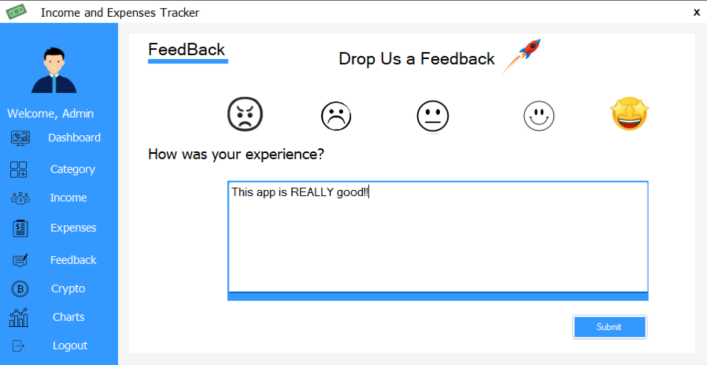 Income and Expenses Tracker
x
FeedBack
Drop Us a Feedback
Welcome, Admin
Dashboard
Category
Income
Expenses
Feedback
Crypto
Charts
Logout
How was your experience?
This app is REALLY good!!
Submit